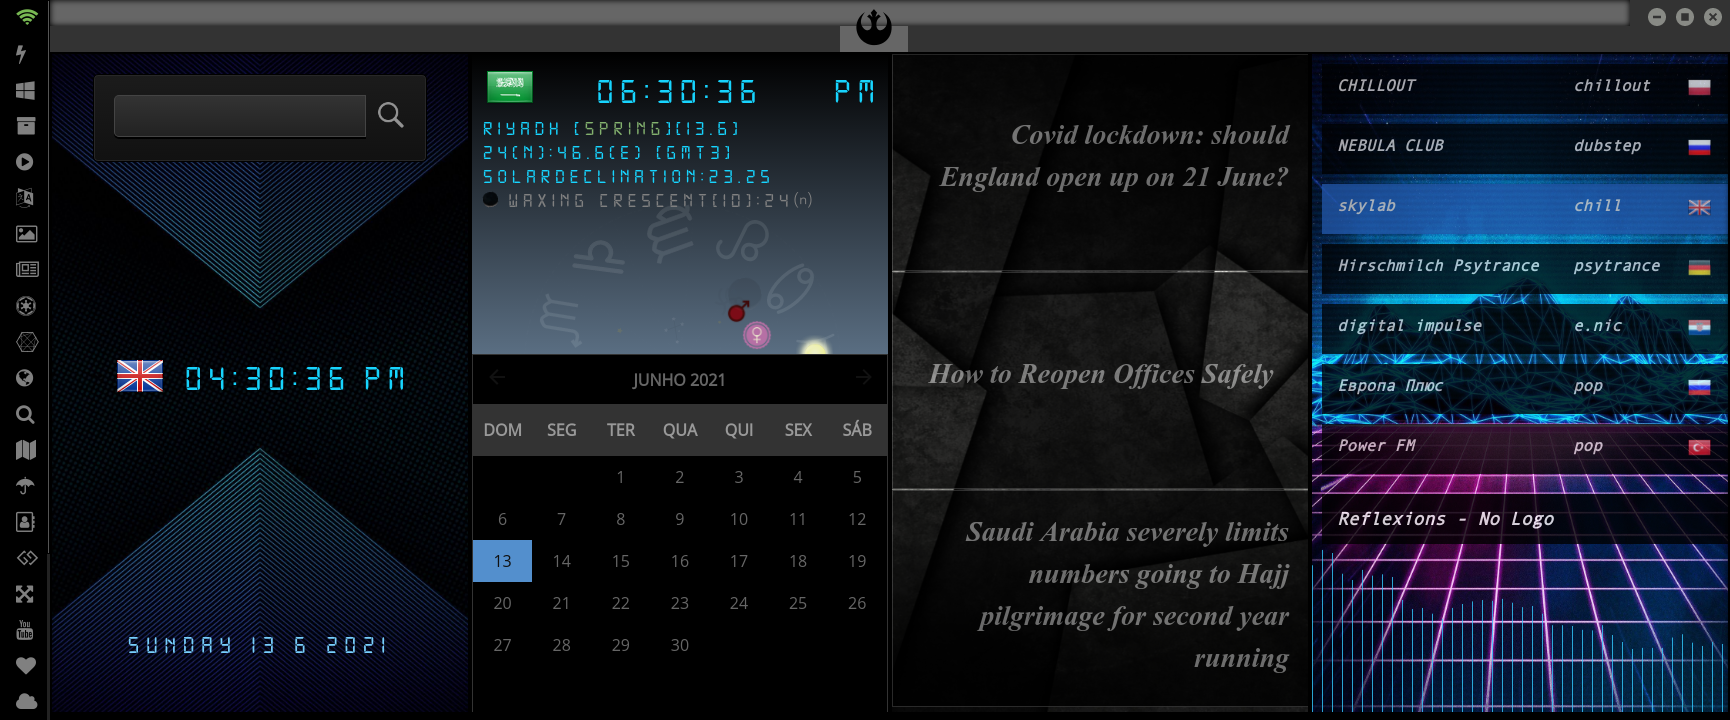 04:30:36 PM
SUNDAY 13 6 2021
06:30:36 PM
RIYADH [SPRING][13.6]
24(N):46.6(E) [GMT3]
SOLARDECLINATION:23.25
WAXING CRESCENT[10]:24(n)
JUNHO 2021
DOM SEG TER QUA QUI SEX SÁB
1 2 3 4 5
6 7 8 9 10 11 12
13 14 15 16 17 18 19
20 21 22 23 24 25 26
27 28 29 30
Covid lockdown: should
England open up on 21 June?
How to Reopen Offices Safely
Saudi Arabia severely limits
numbers going to Hajj
pilgrimage for second year
running
CHILLOUT chillout
NEBULA CLUB dubstep
skylab chill
Hirschmilch Psytrance psytrance
digital impulse e.nic
Европа Плюс pop
Power FM pop
Reflexions - No Logo
You
Tube